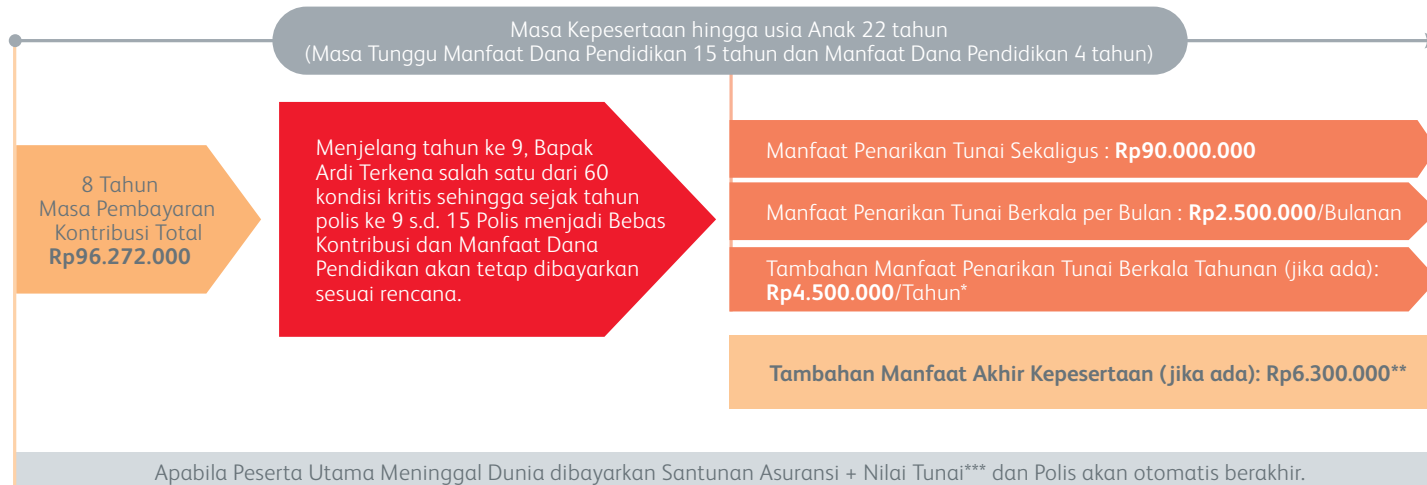 Masa Kepesertaan hingga usia Anak 22 tahun
(Masa Tunggu Manfaat Dana Pendidikan 15 tahun dan Manfaat Dana Pendidikan 4 tahun)
8 Tahun
Masa Pembayaran
Kontribusi Total
Rp96.272.000
Menjelang tahun ke 9, Bapak
Ardi Terkena salah satu dari 60
kondisi kritis sehingga sejak tahun
polis ke 9 s.d. 15 Polis menjadi Bebas
Kontribusi dan Manfaat Dana
Pendidikan akan tetap dibayarkan
sesuai rencana.
Manfaat Penarikan Tunai Sekaligus : Rp90.000.000
Manfaat Penarikan Tunai Berkala per Bulan : Rp2.500.000/Bulanan
Tambahan Manfaat Penarikan Tunai Berkala Tahunan (jika ada):
Rp4.500.000/Tahun*
Tambahan Manfaat Akhir Kepesertaan (jika ada): Rp6.300.000**
Apabila Peserta Utama Meninggal Dunia dibayarkan Santunan Asuransi + Nilai Tunai*** dan Polis akan otomatis berakhir.